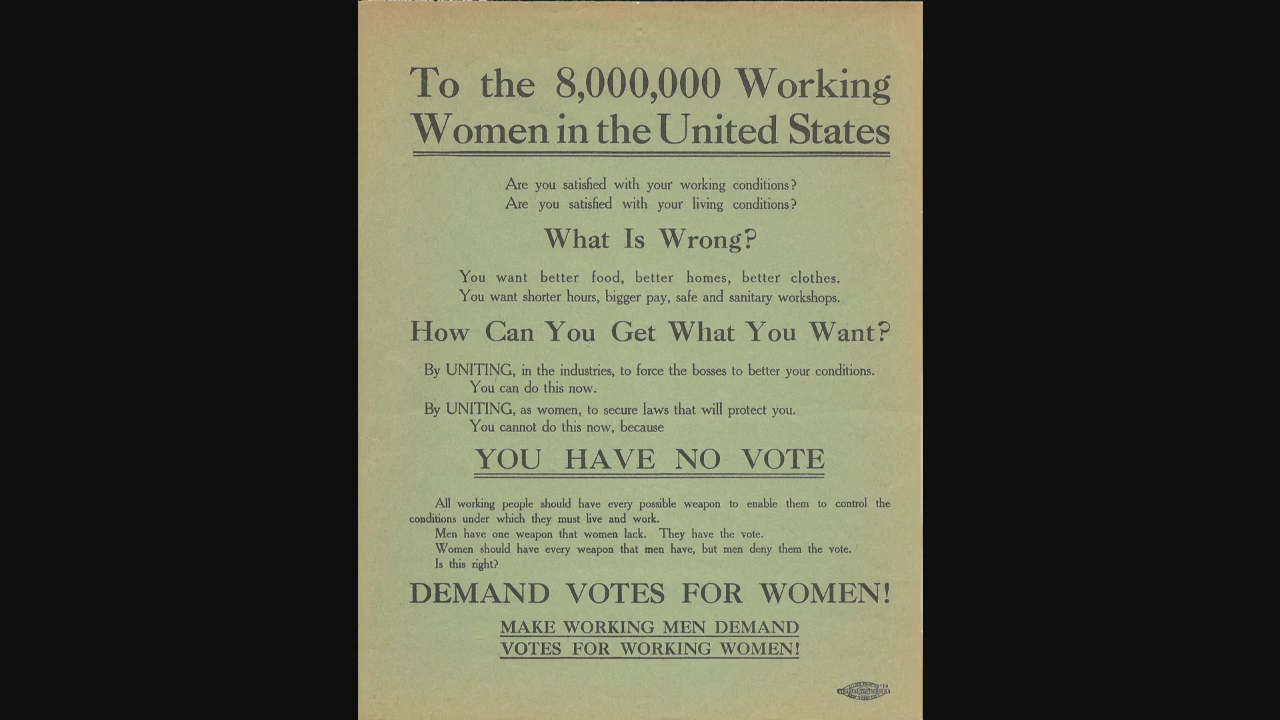 To the 8,000,000 Working
Women in the United States
Are you satisfied with your working conditions?
Are you satisfied with your living conditions?
What Is Wrong?
You want better food, better homes, better clothes.
You want shorter hours, bigger pay, safe and sanitary workshops.
How Can You Get What You Want?
By UNITING, in the industries, to force the bosses to better your conditions.
You can do this now.
By UNITING, as women, to secure laws that will protect you.
You cannot do this now, because
YOU HAVE NO VOTE
All working people should have every possible weapon to enable them to control the
conditions under which they must live and work.
Men have one weapon that women lack. They have the vote.
Women should have every weapon that men have, but men deny them the vote.
Is this right?
DEMAND VOTES FOR WOMEN!
MAKE WORKING MEN DEMAND
VOTES FOR WORKING WOMEN!